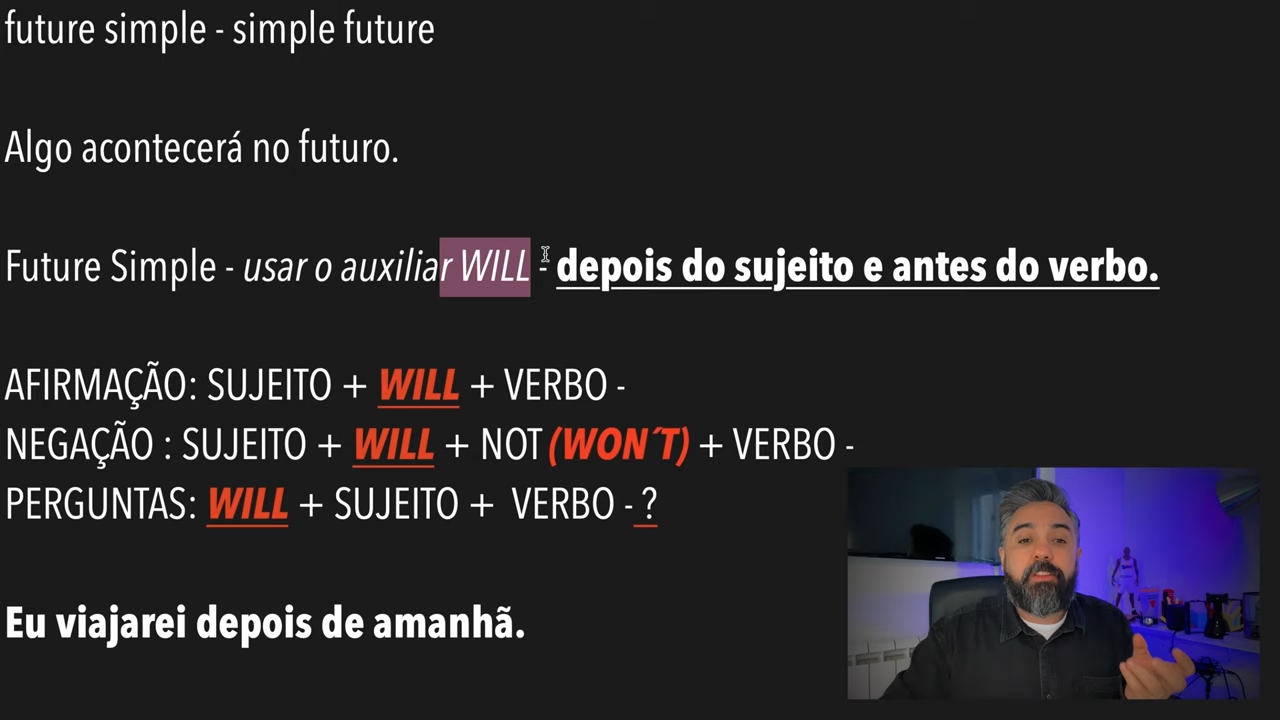 future simple - simple future
Algo acontecerá no futuro.
Future Simple - usar o auxiliar WILL - depois do sujeito e antes do verbo.
AFIRMAÇÃO: SUJEITO + WILL + VERBO -
NEGAÇÃO : SUJEITO + WILL + NOT (WON´T) + VERBO -
PERGUNTAS: WILL + SUJEITO + VERBO - ?
Eu viajarei depois de amanhã.